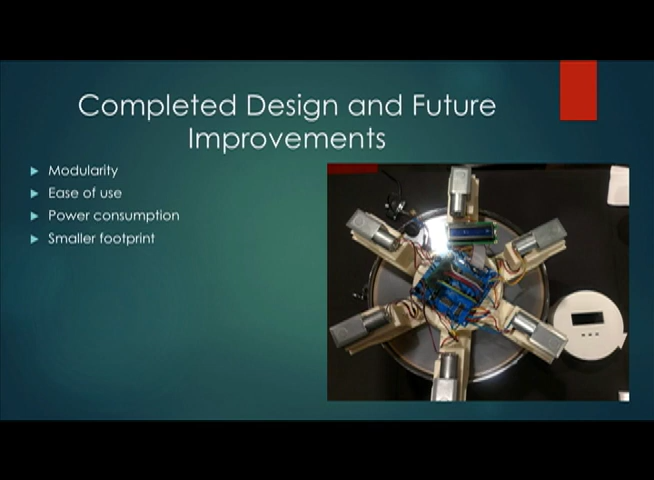 Completed Design and Future
Improvements
Modularity
Ease of use
Power consumption
Smaller footprint